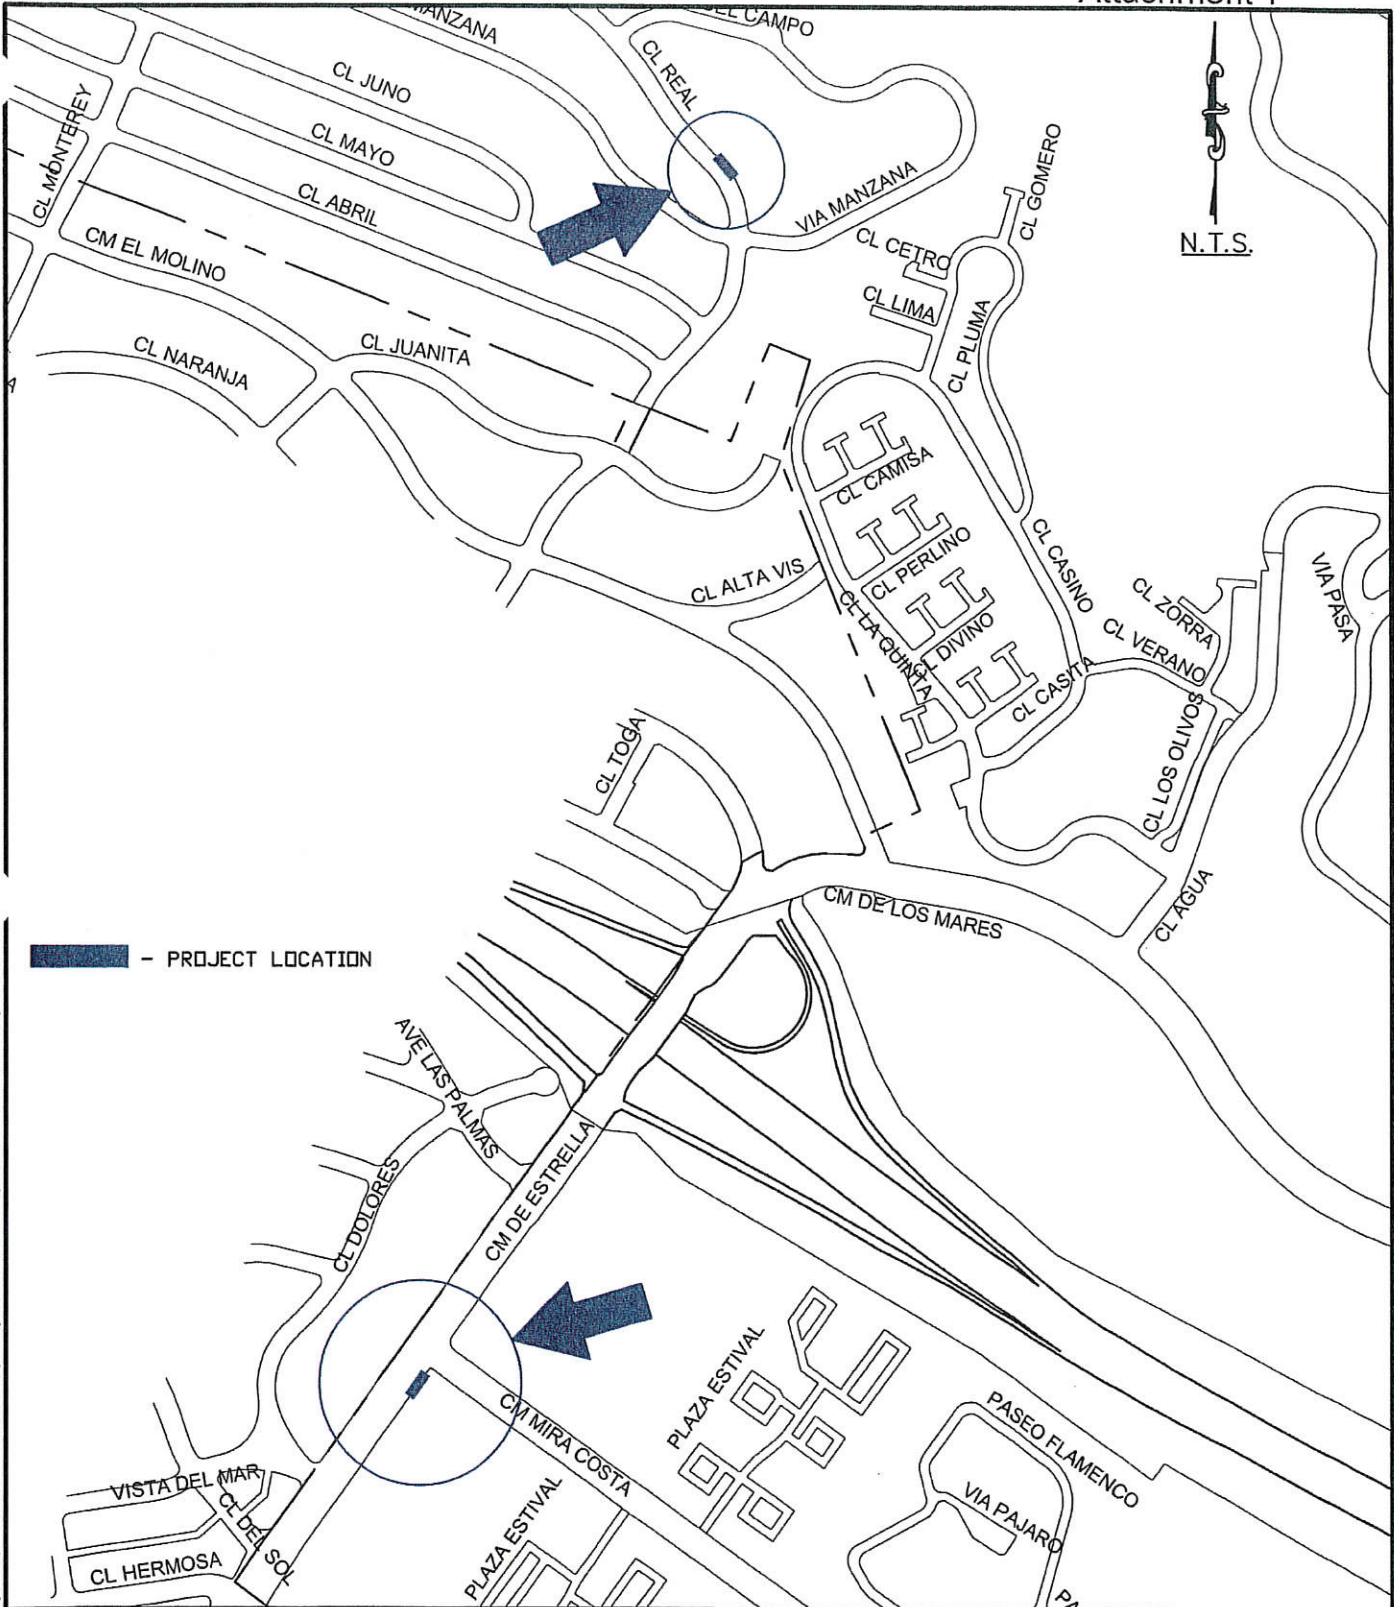 MANZANA
DEL CAMPO
CL REAL
CL JUNO
CL MAYO
CL MONTEREY
CL ABRIL
CL GOMERO
VIA MANZANA
CL CETRO
N.T.S.
CM EL MOLINO
CL LIMA
CL PLUMA
CL JUANITA
CL NARANJA
CL CAMISA
CL PERLINO
CL CASINO
CL ALTA VIS
VIA PASA
CL ZORRA
CL LA QUINTA
CL DIVINO
CL VERANO
CL CASITA
CL TOGA
CL LOS OLIVOS
CM DE LOS MARES
CL AGUA
- PROJECT LOCATION
AVE LAS PALMAS
CM DE ESTRELLA
CL DOLORES
PLAZA ESTIVAL
CM MIRA COSTA
PASEO FLAMENCO
VISTA DEL MAR
CL DEL SOL
PLAZA ESTIVAL
VIA PAJARO
CL HERMOSA